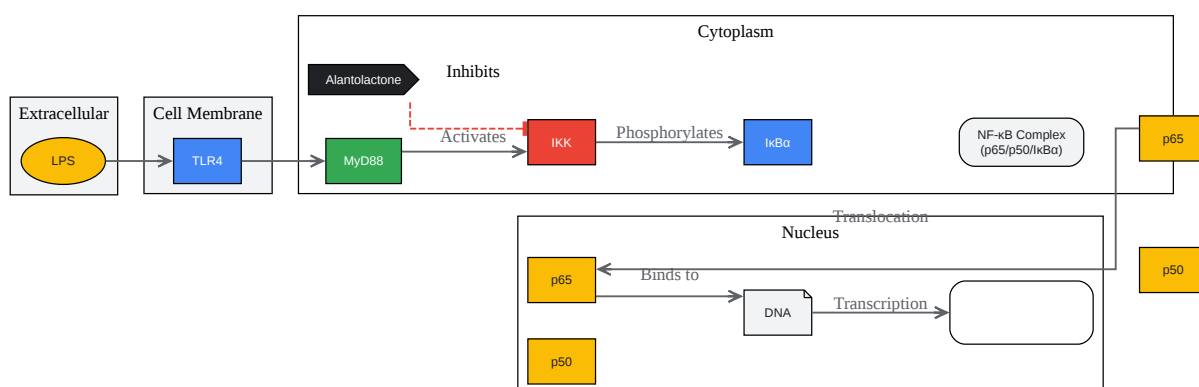 Cytoplasm
Alantolactone
Inhibits
Extracellular
Cell Membrane
LPS
TLR4
MyD88
Activates
IKK
Phosphorylates
IκBα
NF-κB Complex
(p65/p50/IκBα)
p65
Translocation
Nucleus
p65
Binds to
DNA
Transcription
p50
p50